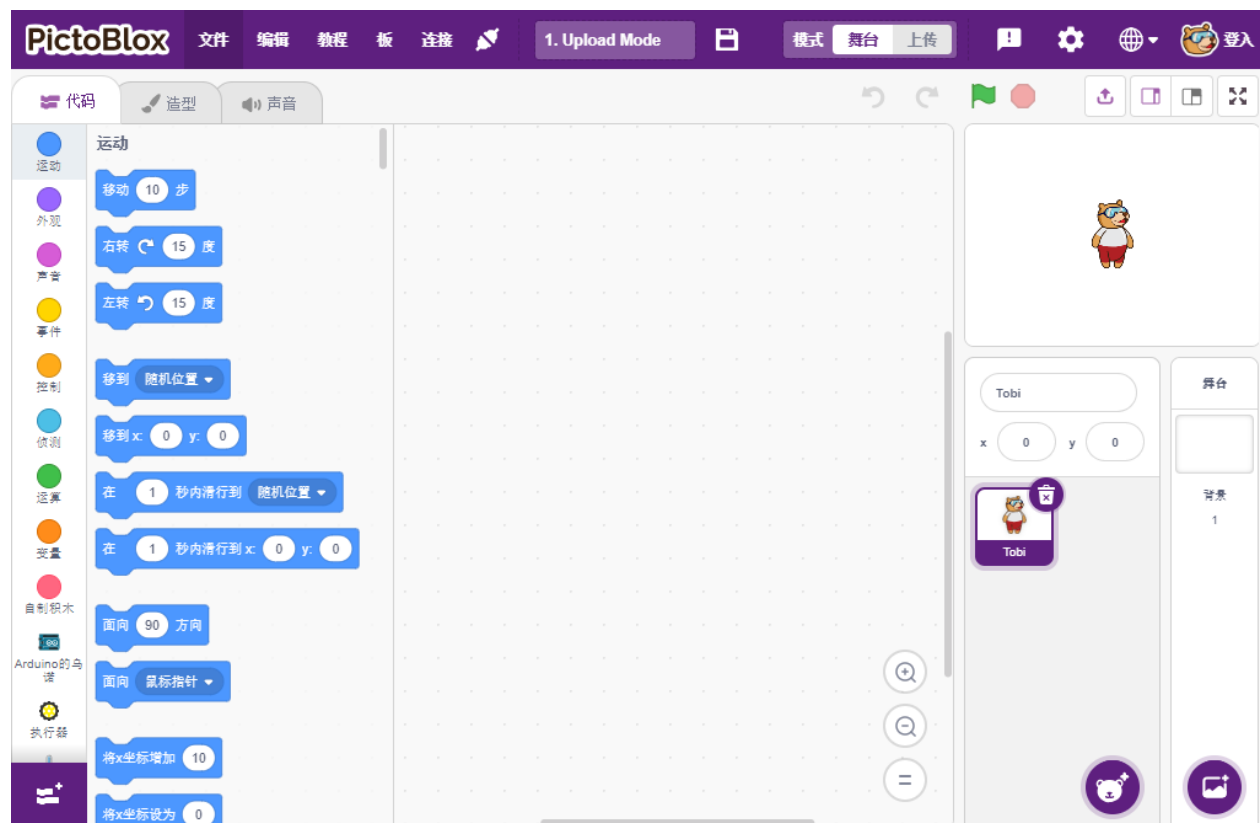 PictoBlox 文件 编辑 教程 板 连接 1. Upload Mode 模式 舞台 上传 登入
代码 造型 声音
运动
外观
声音
事件
控制
侦测
运算
变量
自制积木
Arduino的乌
诺
执行器
运动
移动 10 步
右转 15 度
左转 15 度
移到 随机位置
移到 x: 0 y: 0
在 1 秒内滑行到 随机位置
在 1 秒内滑行到 x: 0 y: 0
面向 90 方向
面向 鼠标指针
将x坐标增加 10
将x坐标设为 0
Tobi
x 0 y 0
Tobi
舞台
背景
1